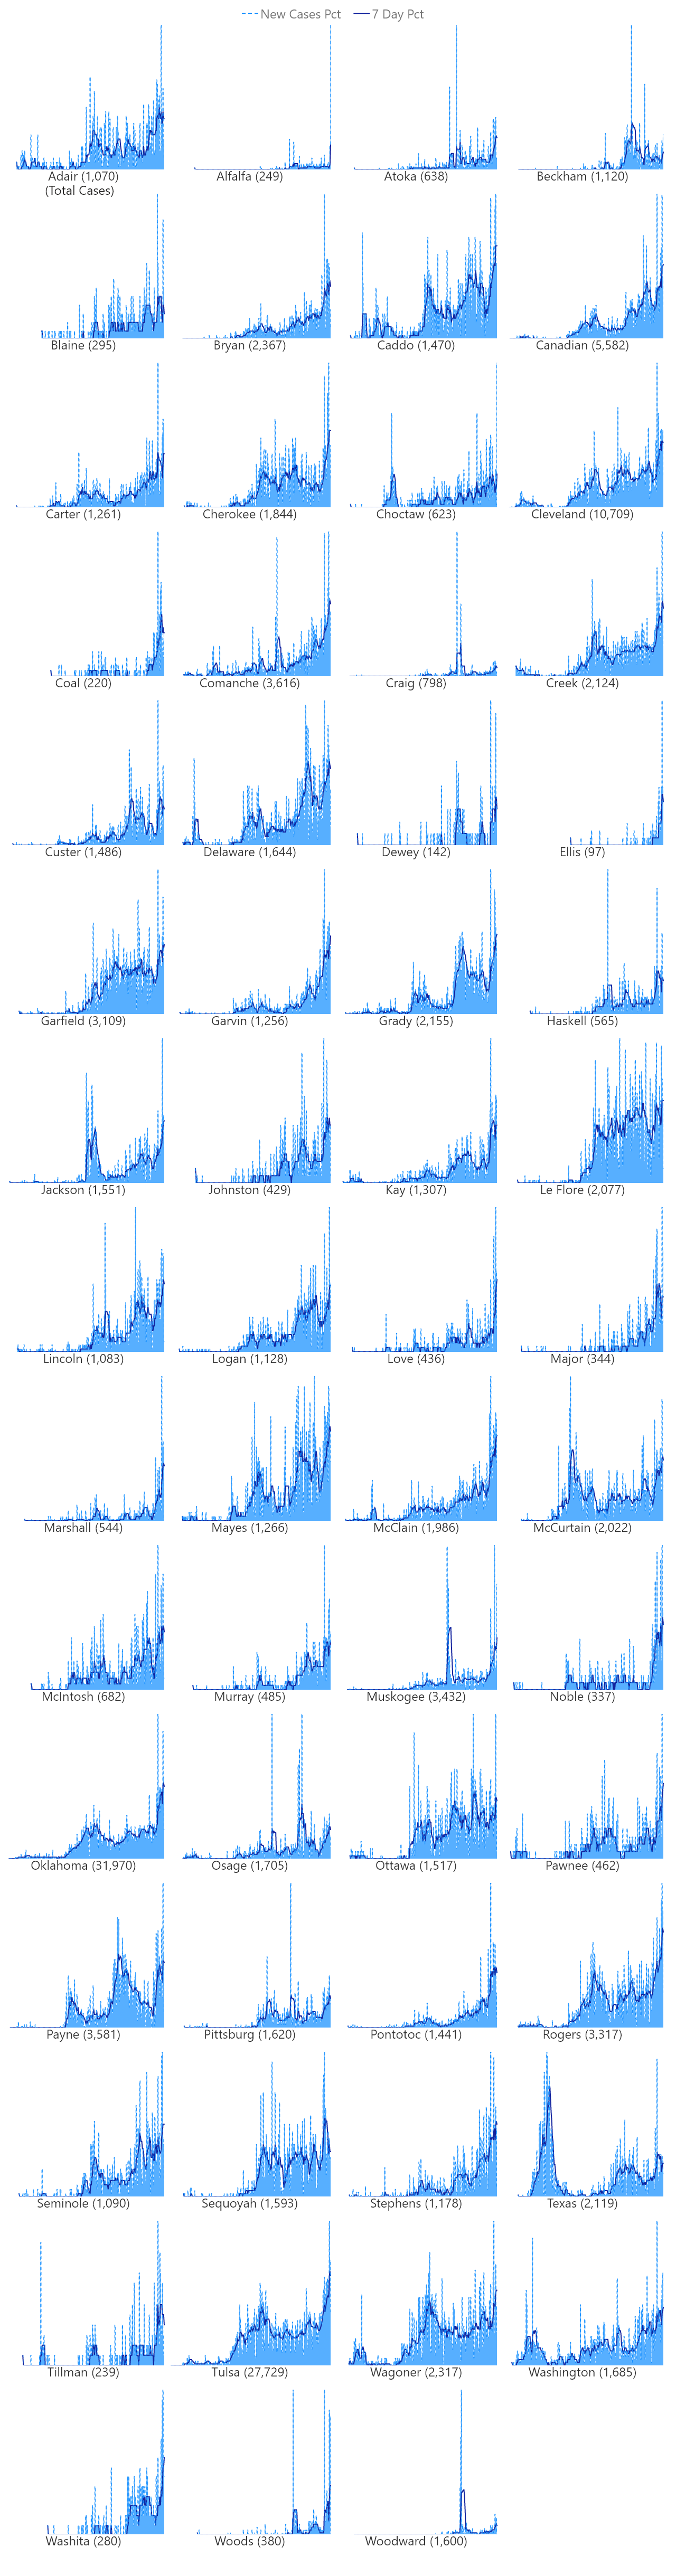 New Cases Pct 7 Day Pct
Adair (1,070) Alfalfa (249) Atoka (638) Beckham (1,120)
(Total Cases)
Blaine (295) Bryan (2,367) Caddo (1,470) Canadian (5,582)
Carter (1,261) Cherokee (1,844) Choctaw (623) Cleveland (10,709)
Coal (220) Comanche (3,616) Craig (798) Creek (2,124)
Custer (1,486) Delaware (1,644) Dewey (142) Ellis (97)
Garfield (3,109) Garvin (1,256) Grady (2,155) Haskell (565)
Jackson (1,551) Johnston (429) Kay (1,307) Le Flore (2,077)
Lincoln (1,083) Logan (1,128) Love (436) Major (344)
Marshall (544) Mayes (1,266) McClain (1,986) McCurtain (2,022)
McIntosh (682) Murray (485) Muskogee (3,432) Noble (337)
Oklahoma (31,970) Osage (1,705) Ottawa (1,517) Pawnee (462)
Payne (3,581) Pittsburg (1,620) Pontotoc (1,441) Rogers (3,317)
Seminole (1,090) Sequoyah (1,593) Stephens (1,178) Texas (2,119)
Tillman (239) Tulsa (27,729) Wagoner (2,317) Washington (1,685)
Washita (280) Woods (380) Woodward (1,600)